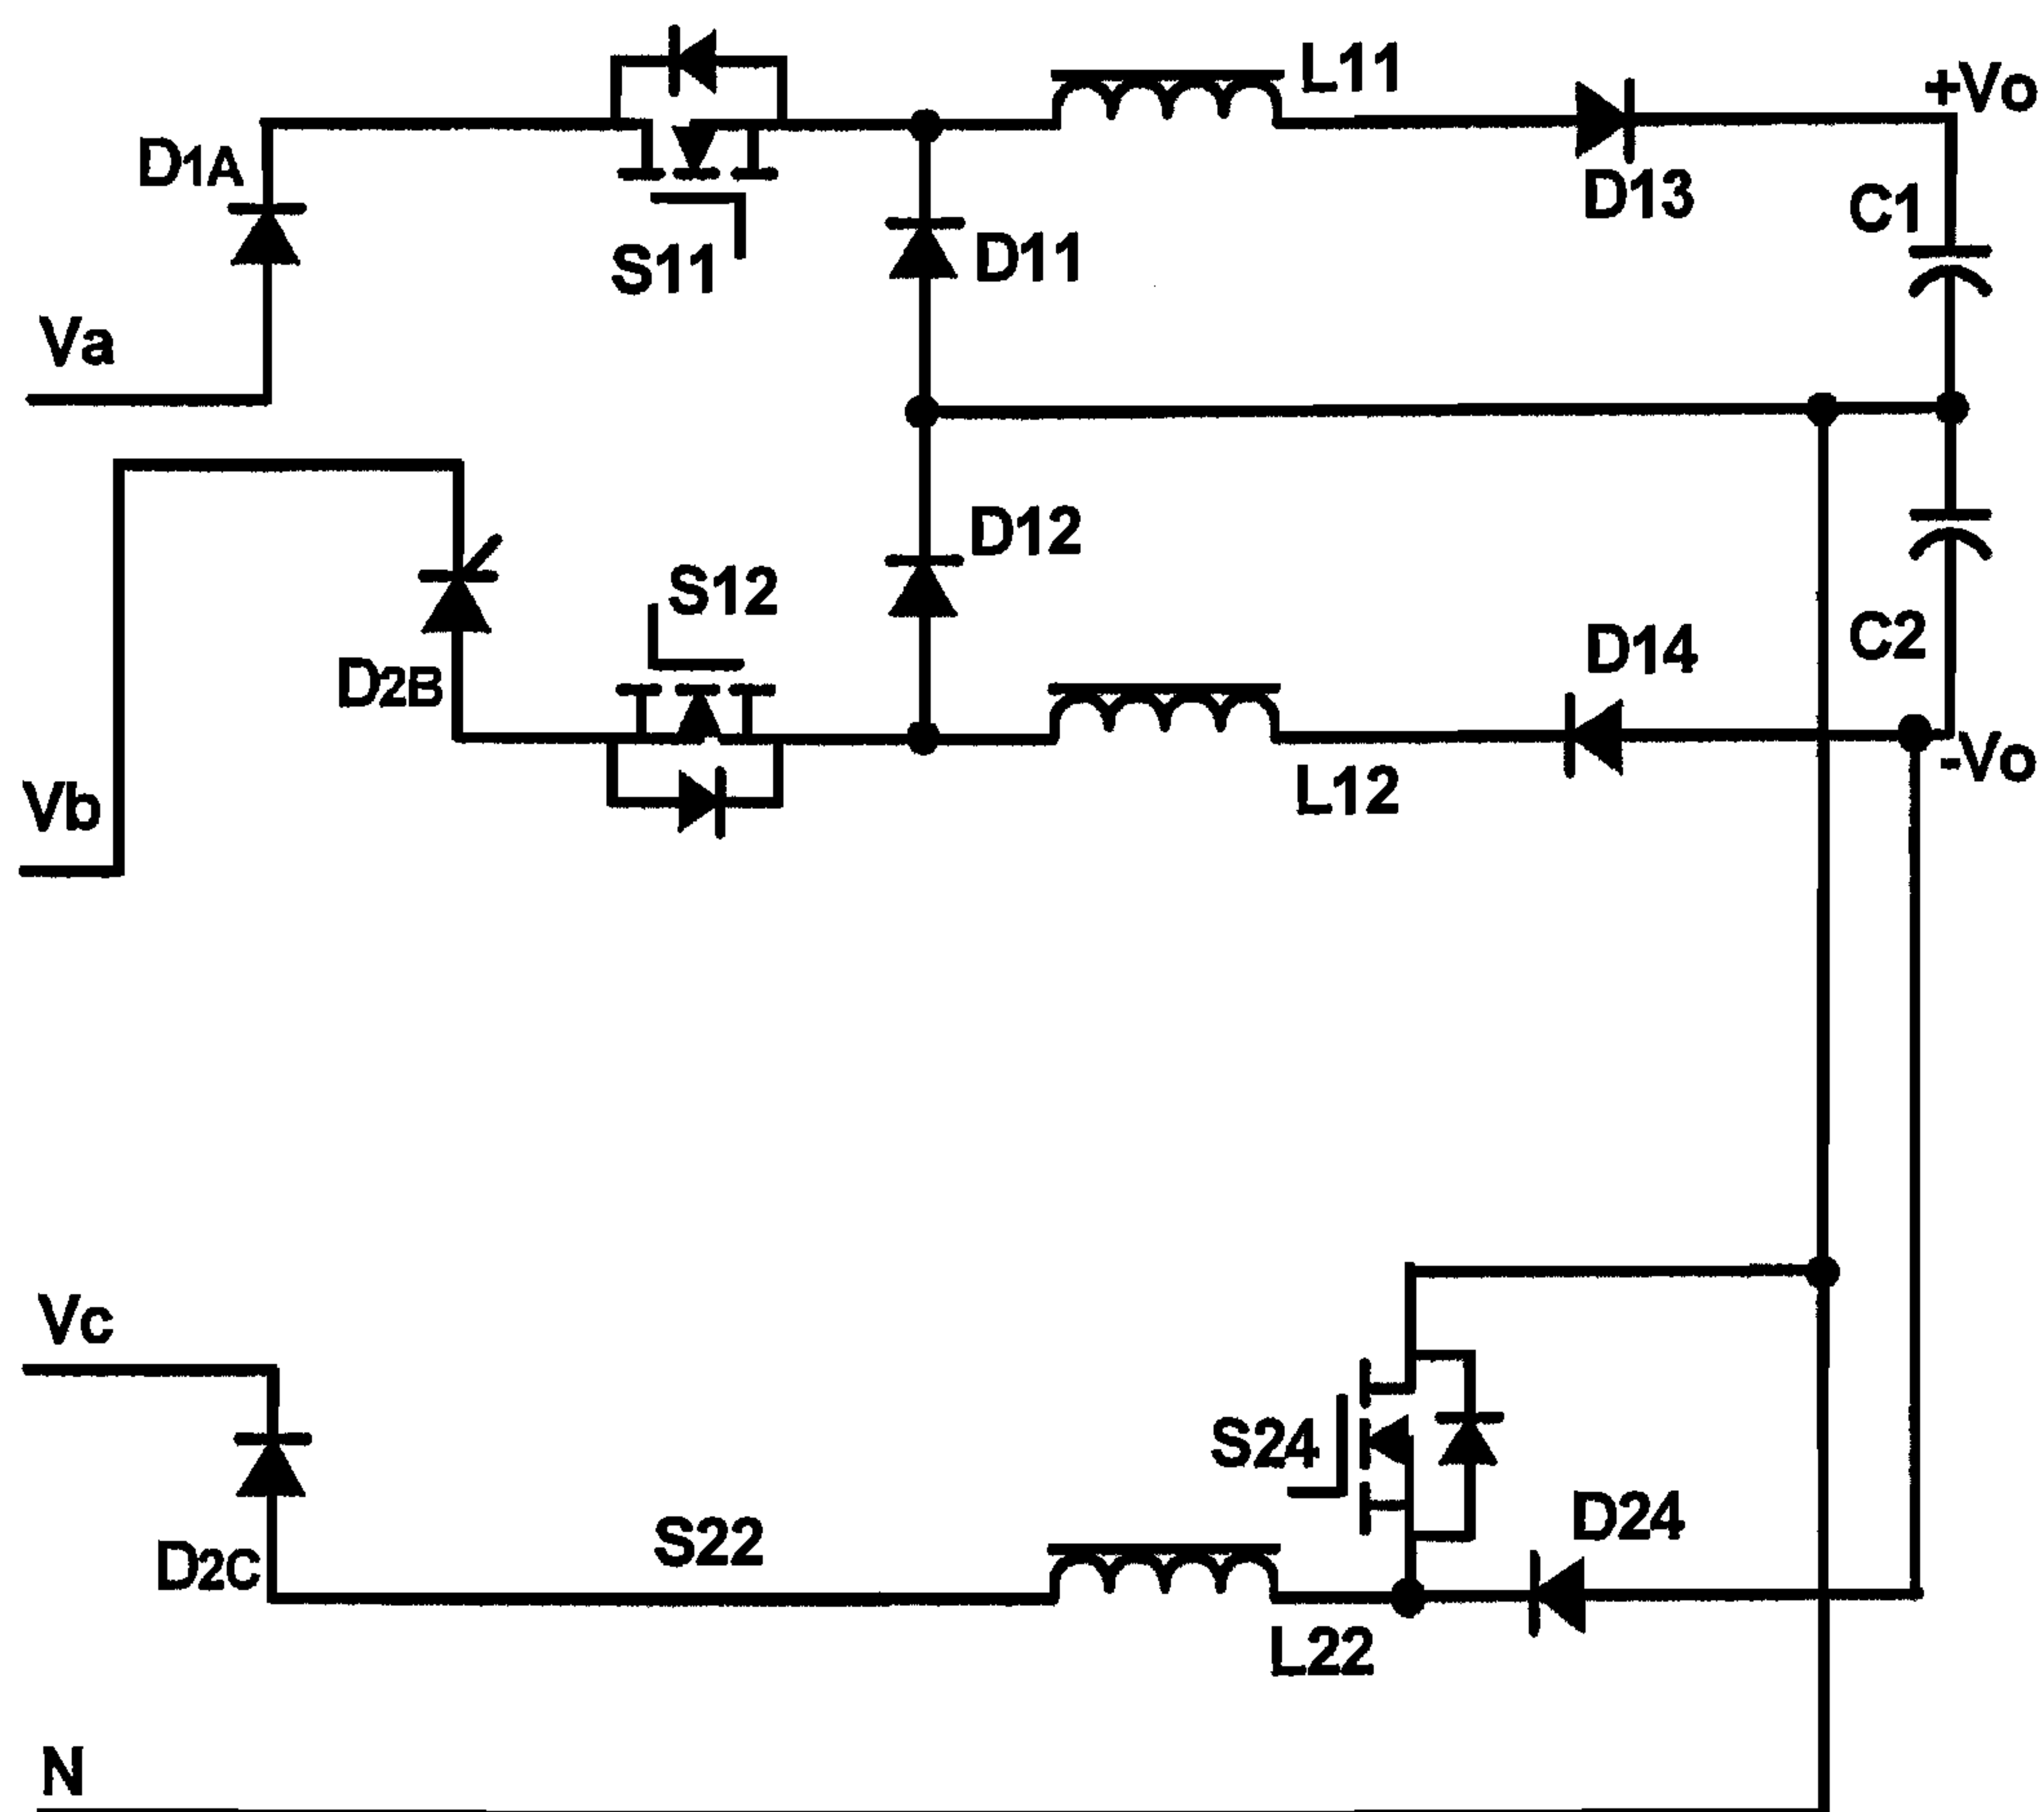 L11
+Vo
D1A
D13
C1
S11
D11
Va
D12
S12
D14
C2
D2B
-Vo
Vb
L12
Vc
S24
D24
S22
D2C
L22
N